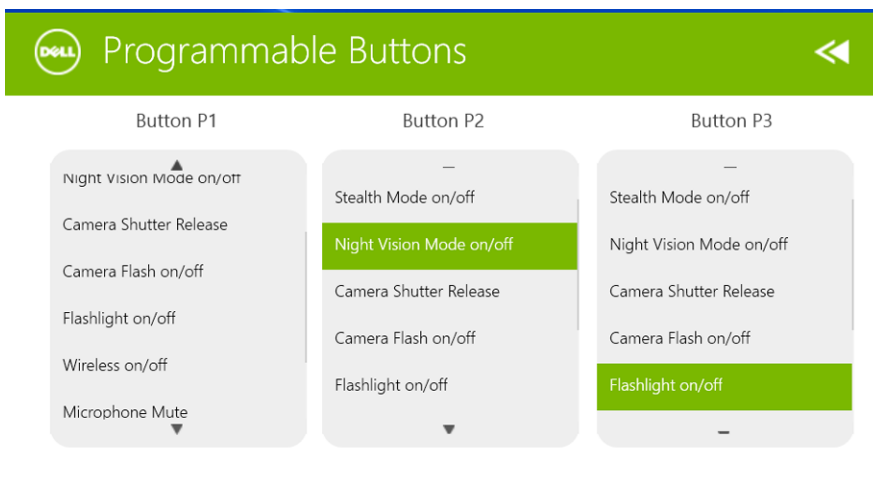 DELL
Programmable Buttons
Button P1
Night Vision Mode on/off
Camera Shutter Release
Camera Flash on/off
Flashlight on/off
Wireless on/off
Microphone Mute
Button P2
Stealth Mode on/off
Night Vision Mode on/off
Camera Shutter Release
Camera Flash on/off
Flashlight on/off
Button P3
Stealth Mode on/off
Night Vision Mode on/off
Camera Shutter Release
Camera Flash on/off
Flashlight on/off